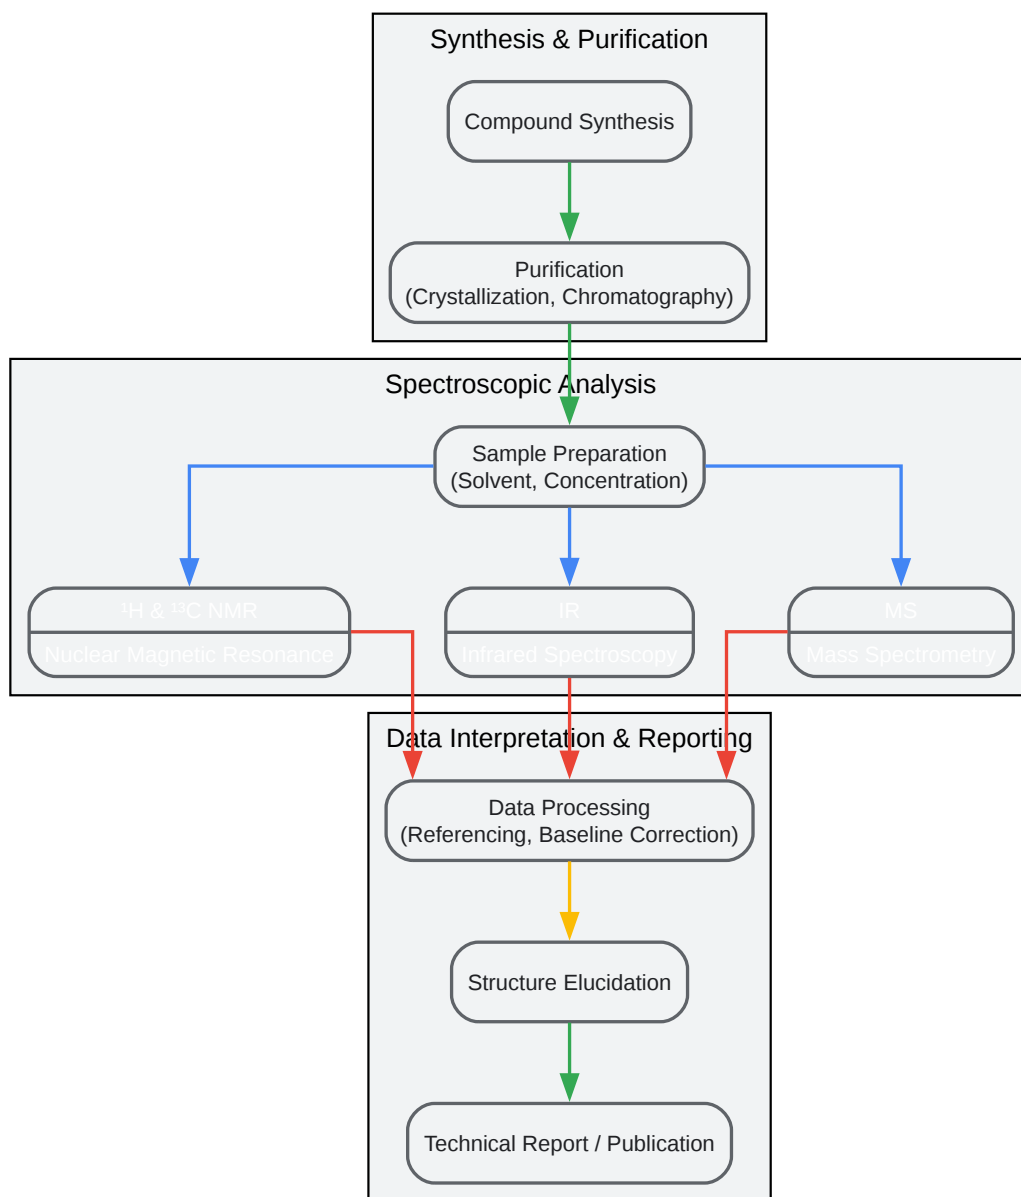 Synthesis & Purification
Compound Synthesis
Purification
(Crystallization, Chromatography)
Spectroscopic Analysis
Sample Preparation
(Solvent, Concentration)
¹H & ¹³C NMR
Nuclear Magnetic Resonance
IR
Infrared Spectroscopy
MS
Mass Spectrometry
Data Interpretation & Reporting
Data Processing
(Referencing, Baseline Correction)
Structure Elucidation
Technical Report / Publication